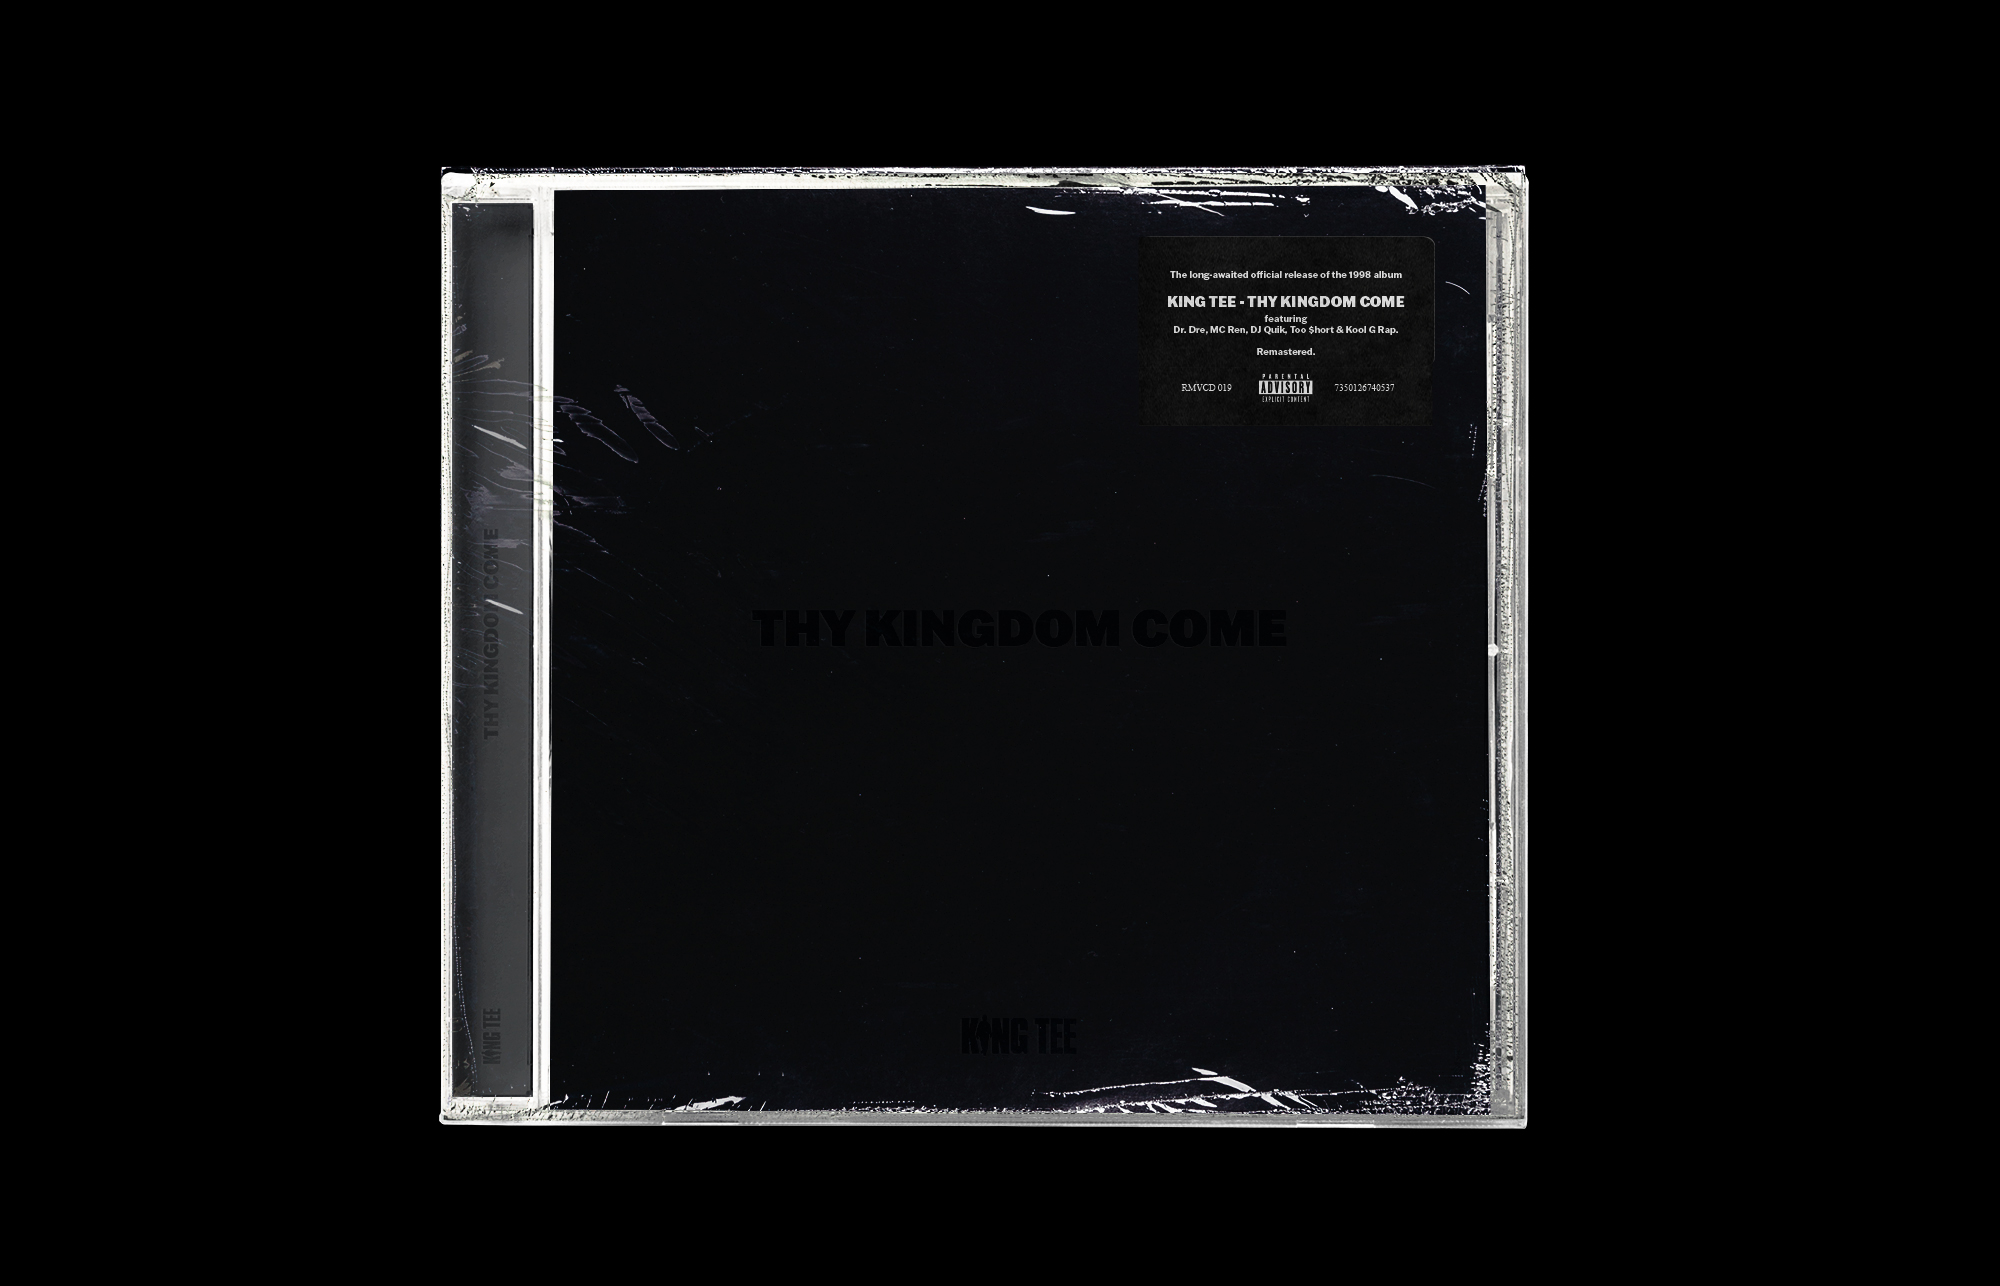 The long-awaited official release of the 1998 album
KING TEE - THY KINGDOM COME
featuring
Dr. Dre, MC Ren, DJ Quik, Too $hort & Kool G Rap.
Remastered.
RMVCD 019
PARENTAL
ADVISORY
EXPLICIT CONTENT
7350126740537
THY KINGDOM COME
KING TEE
THY KINGDOM COME
KING TEE